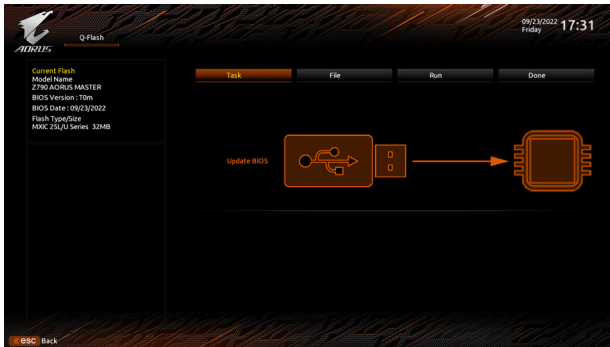 09/23/2022 17:31
Friday
Q-Flash
AORUS
Current Flash
Model Name
Z790 AORUS MASTER
BIOS Version : T0m
BIOS Date : 09/23/2022
Flash Type/Size
MXIC 25L/U Series 32MB
Task File Run Done
Update BIOS
esc Back